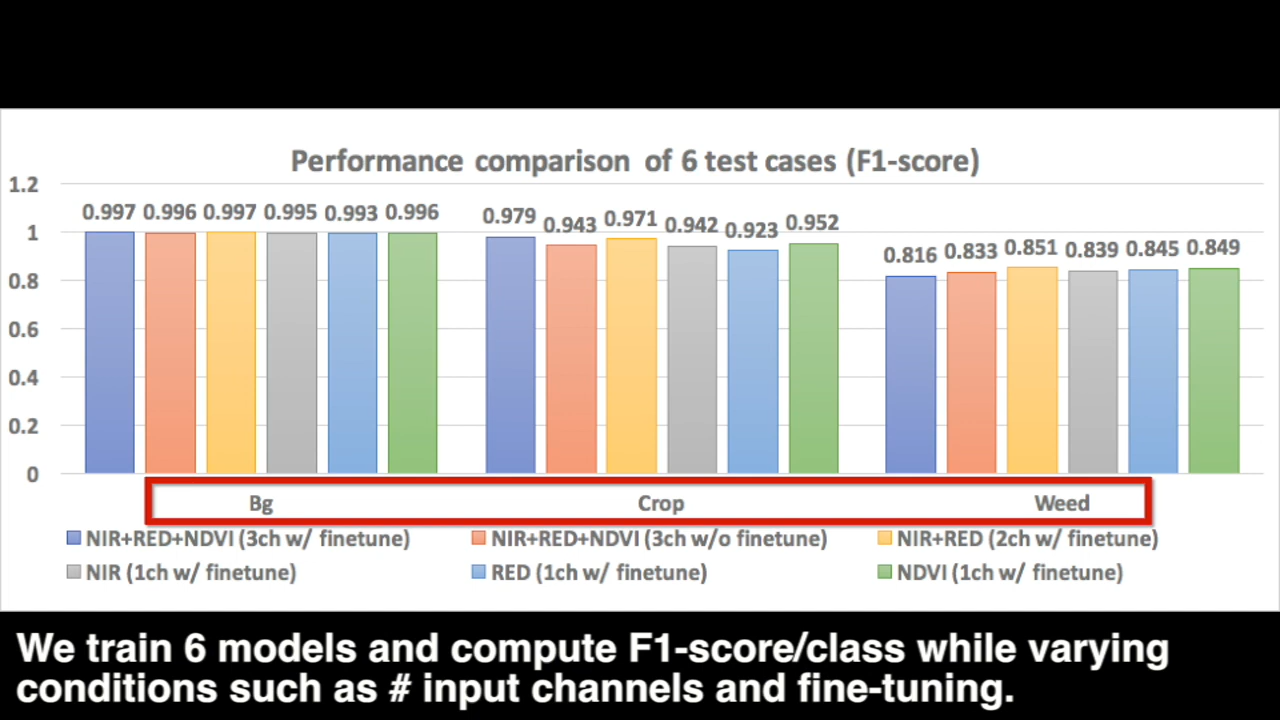 Performance comparison of 6 test cases (F1-score)
1.2
1
0.8
0.6
0.4
0.2
0
0.997 0.996 0.997 0.995 0.993 0.996
0.979 0.943 0.971 0.942 0.923 0.952
0.816 0.833 0.851 0.839 0.845 0.849
Bg Crop Weed
NIR+RED+NDVI (3ch w/ finetune) NIR+RED+NDVI (3ch w/o finetune) NIR+RED (2ch w/ finetune)
NIR (1ch w/ finetune) RED (1ch w/ finetune) NDVI (1ch w/ finetune)
We train 6 models and compute F1-score/class while varying
conditions such as # input channels and fine-tuning.